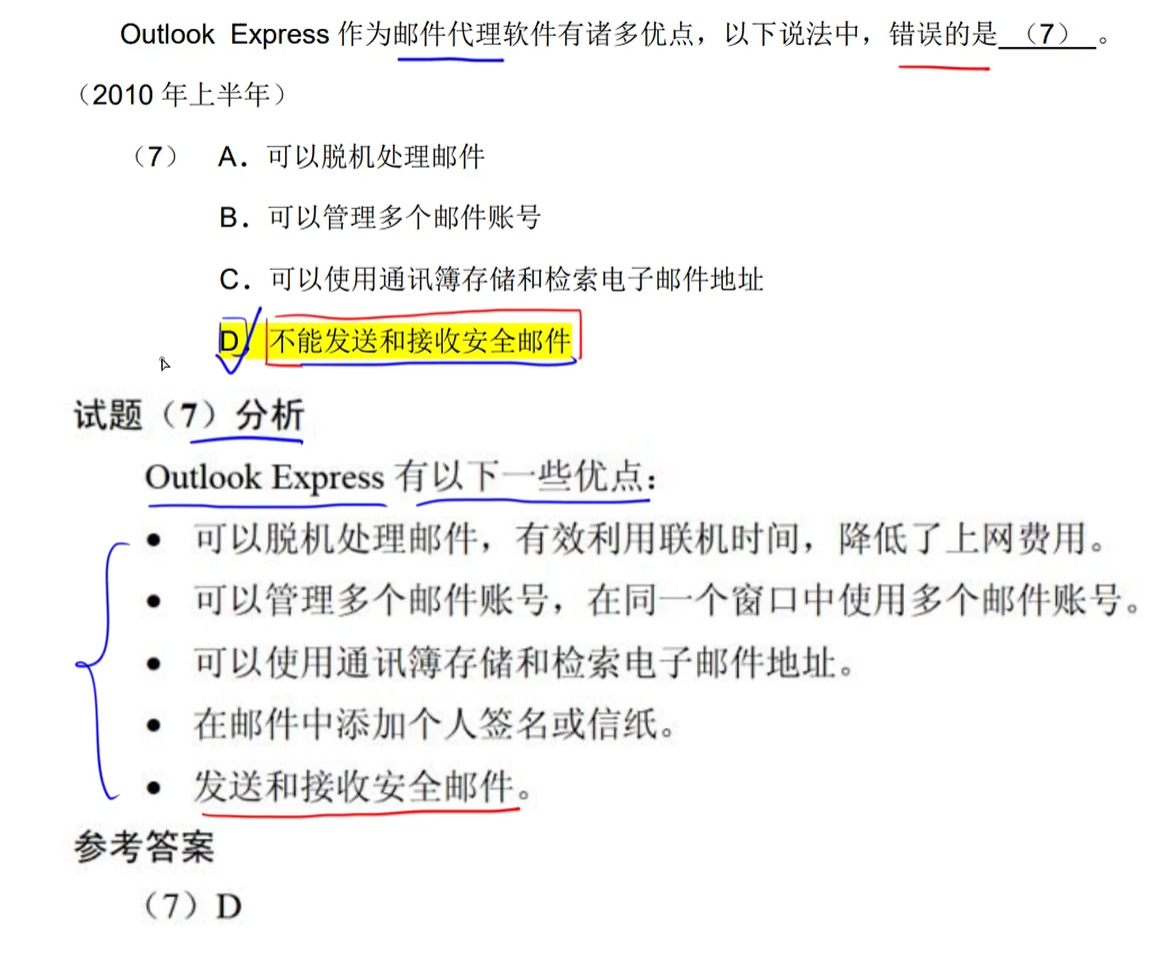 Outlook Express 作为邮件代理软件有诸多优点，以下说法中，错误的是 （7） 。
（2010 年上半年）
（7） A．可以脱机处理邮件
B．可以管理多个邮件账号
C．可以使用通讯簿存储和检索电子邮件地址
D．不能发送和接收安全邮件
试题（7）分析
Outlook Express 有以下一些优点：
● 可以脱机处理邮件，有效利用联机时间，降低了上网费用。
● 可以管理多个邮件账号，在同一个窗口中使用多个邮件账号。
● 可以使用通讯簿存储和检索电子邮件地址。
● 在邮件中添加个人签名或信纸。
● 发送和接收安全邮件。
参考答案
（7）D